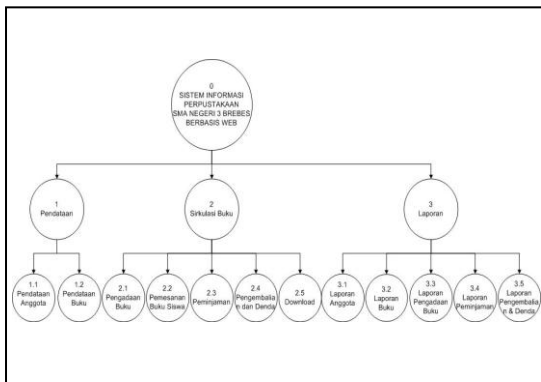 0
SISTEM INFORMASI
PERPUSTAKAAN
SMA NEGERI 3 BREBES
BERBASIS WEB
1
Pendataan
2
Sirkulasi Buku
3
Laporan
1.1
Pendataan
Anggota
1.2
Pendataan
Buku
2.1
Pengadaan
Buku
2.2
Pemesanan
Buku Siswa
2.3
Peminjaman
2.4
Pengembalia
n dan Denda
2.5
Download
3.1
Laporan
Anggota
3.2
Laporan
Buku
3.3
Laporan
Pengadaan
Buku
3.4
Laporan
Peminjaman
3.5
Laporan
Pengembalia
n & Denda